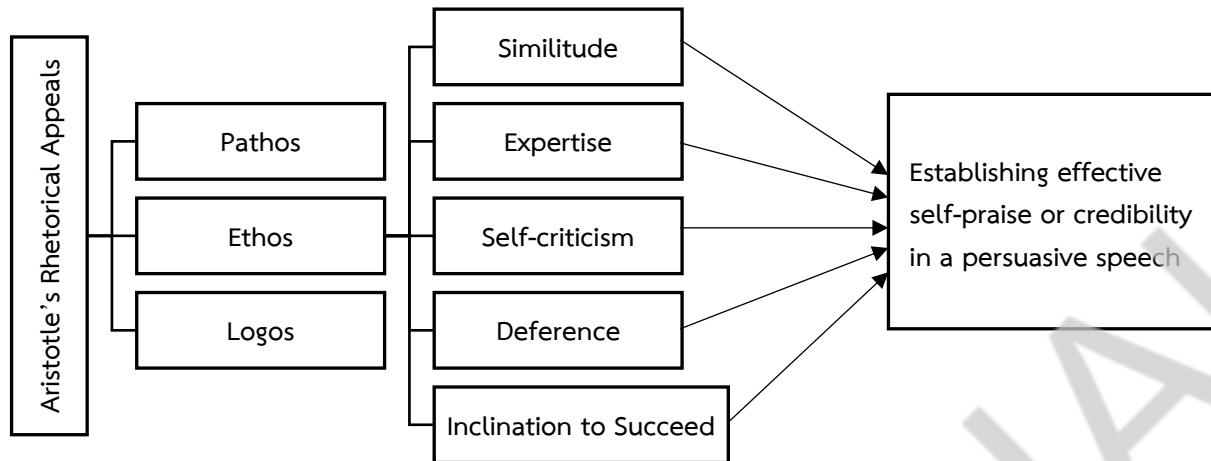 Aristotle's Rhetorical Appeals
Pathos
Ethos
Logos
Similitude
Expertise
Self-criticism
Deference
Inclination to Succeed
Establishing effective
self-praise or credibility
in a persuasive speech